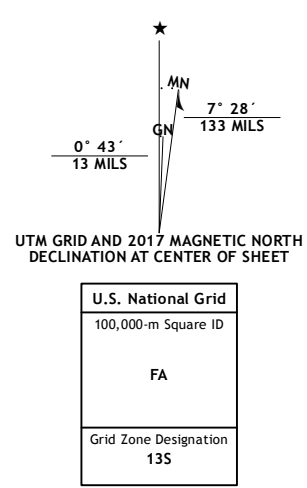 ★
MN
7° 28´
133 MILS
GN
0° 43´
13 MILS
UTM GRID AND 2017 MAGNETIC NORTH
DECLINATION AT CENTER OF SHEET
U.S. National Grid
100,000-m Square ID
FA
Grid Zone Designation
13S